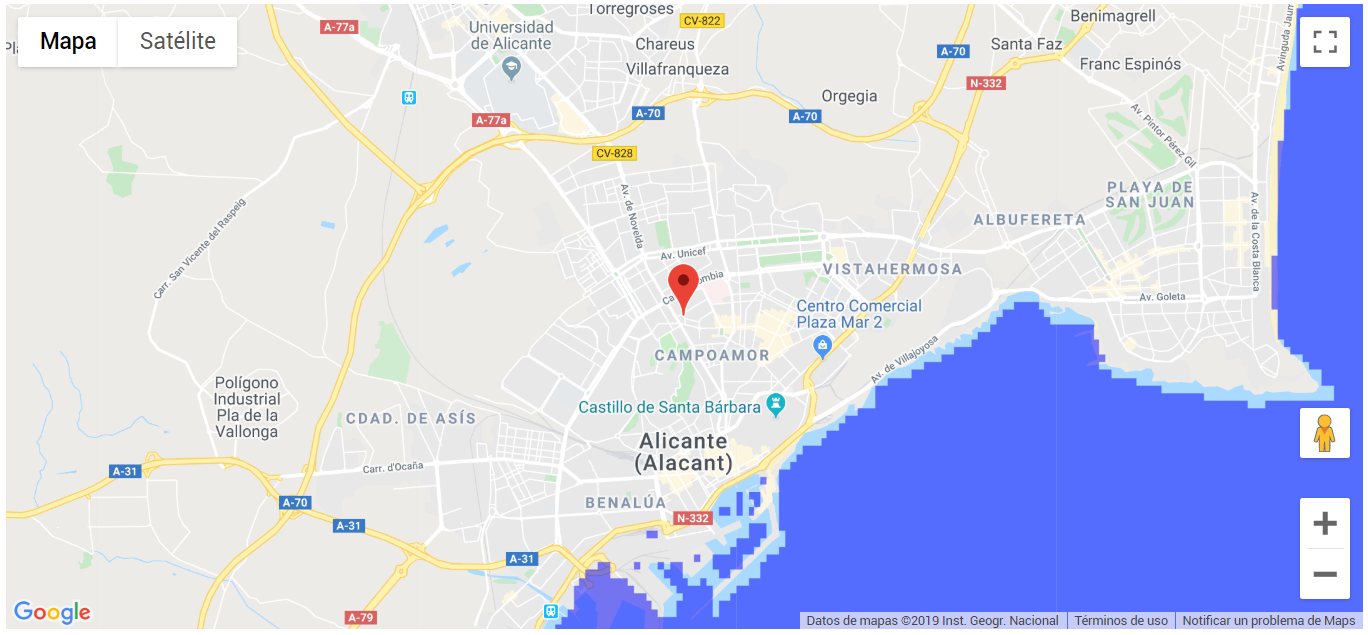 Torregroses
CV-822
Benimagrell
A-77a
Universidad
de Alicante
Mapa
Satélite
Chareus
A-70
Santa Faz
Villafranqueza
Franc Espinós
N-332
Orgegia
A-70
A-70
A-77a
CV-828
Av. Pintor Pérez Gil
Av. de Novelda
Carr. San Vicente del Raspeig
PLAYA DE
SAN JUAN
ALBUFERETA
Av. de la Costa Blanca
Av. Unicef
VISTAHERMOSA
Av. Goleta
Centro Comercial
Plaza Mar 2
Av. de Villajoyosa
CAMPOAMOR
Polígono
Industrial
Pla de la
Vallonga
CDAD. DE ASÍS
Castillo de Santa Bárbara
Alicante
(Alacant)
Carr. d'Ocaña
A-31
A-70
BENALÚA
N-332
A-31
A-31
A-79
Google
Datos de mapas ©2019 Inst. Geogr. Nacional
Términos de uso
Notificar un problema de Maps